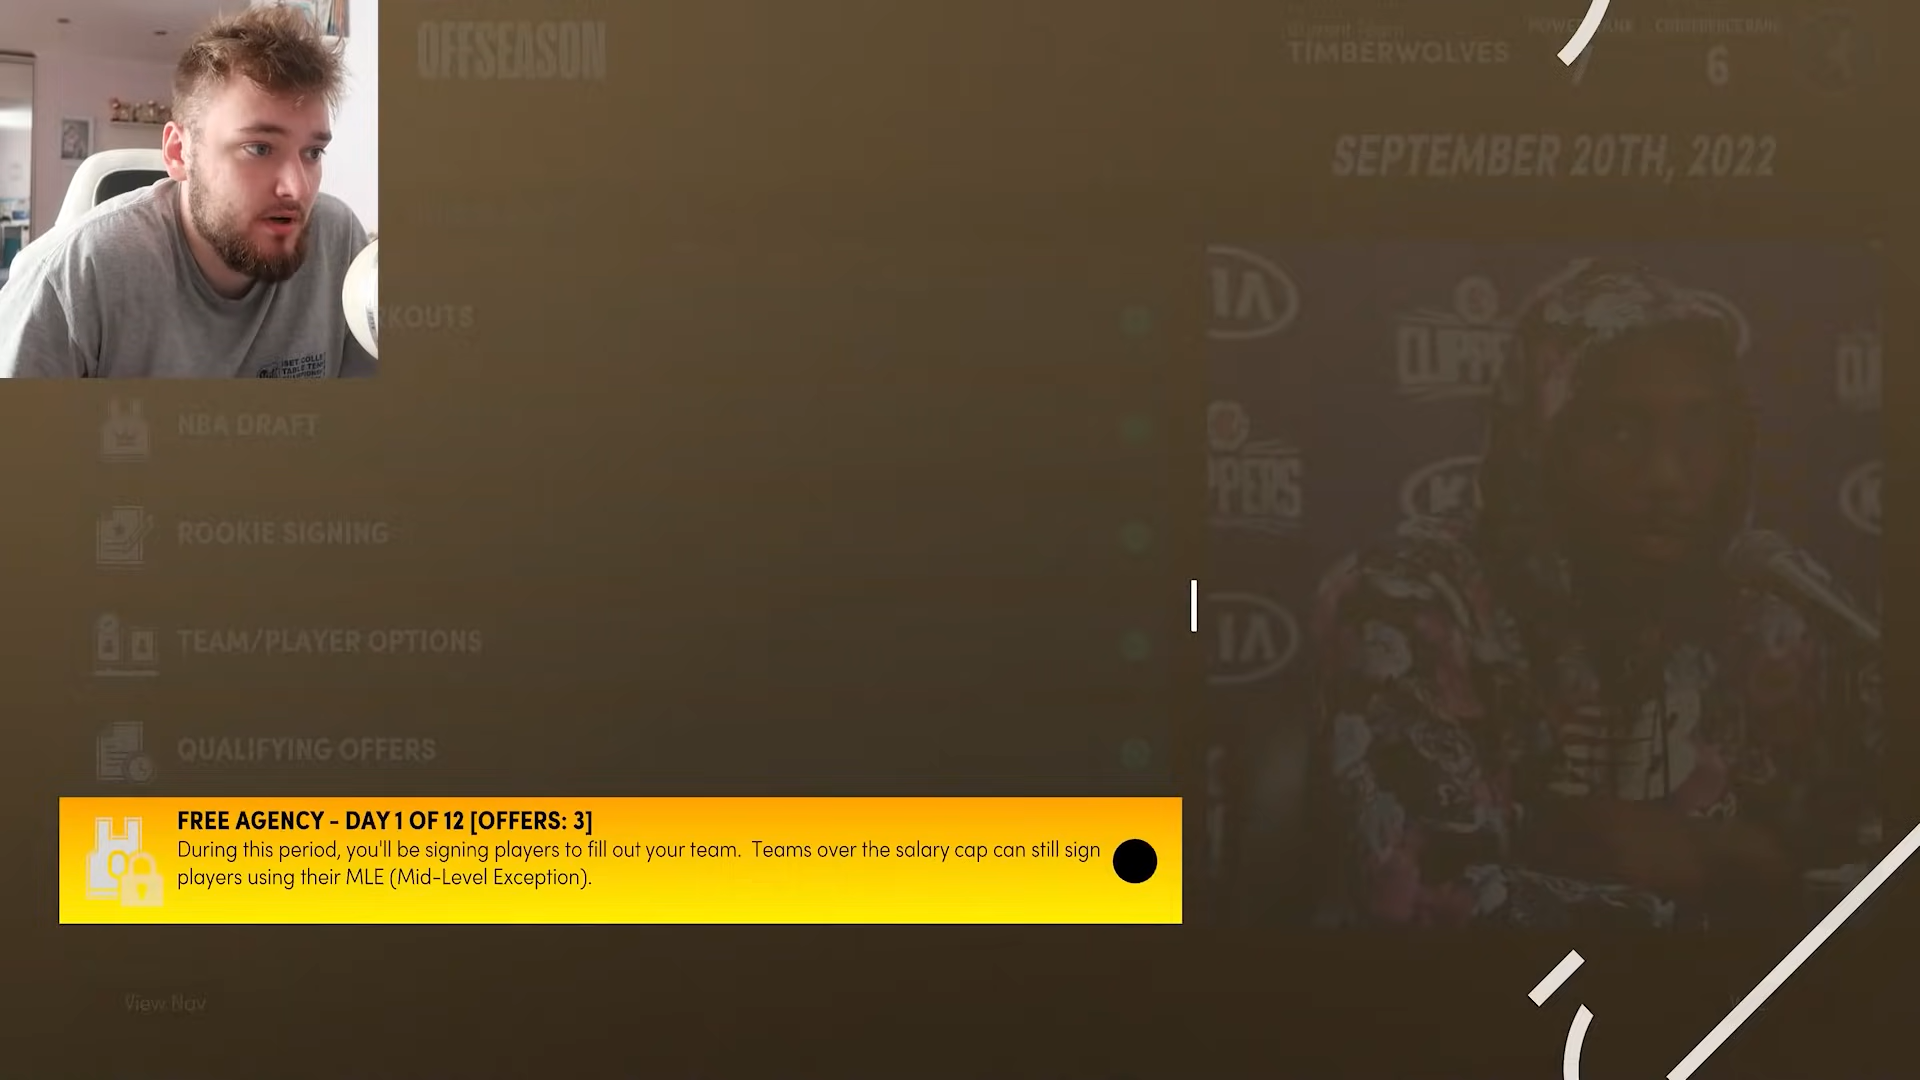 OFFSEASON
TIMBERWOLVES
6
SEPTEMBER 20TH, 2022
RKOUTS
NBA DRAFT
ROOKIE SIGNING
TEAM/PLAYER OPTIONS
QUALIFYING OFFERS
FREE AGENCY - DAY 1 OF 12 [OFFERS: 3]
During this period, you'll be signing players to fill out your team. Teams over the salary cap can still sign
players using their MLE (Mid-Level Exception).
View Nav